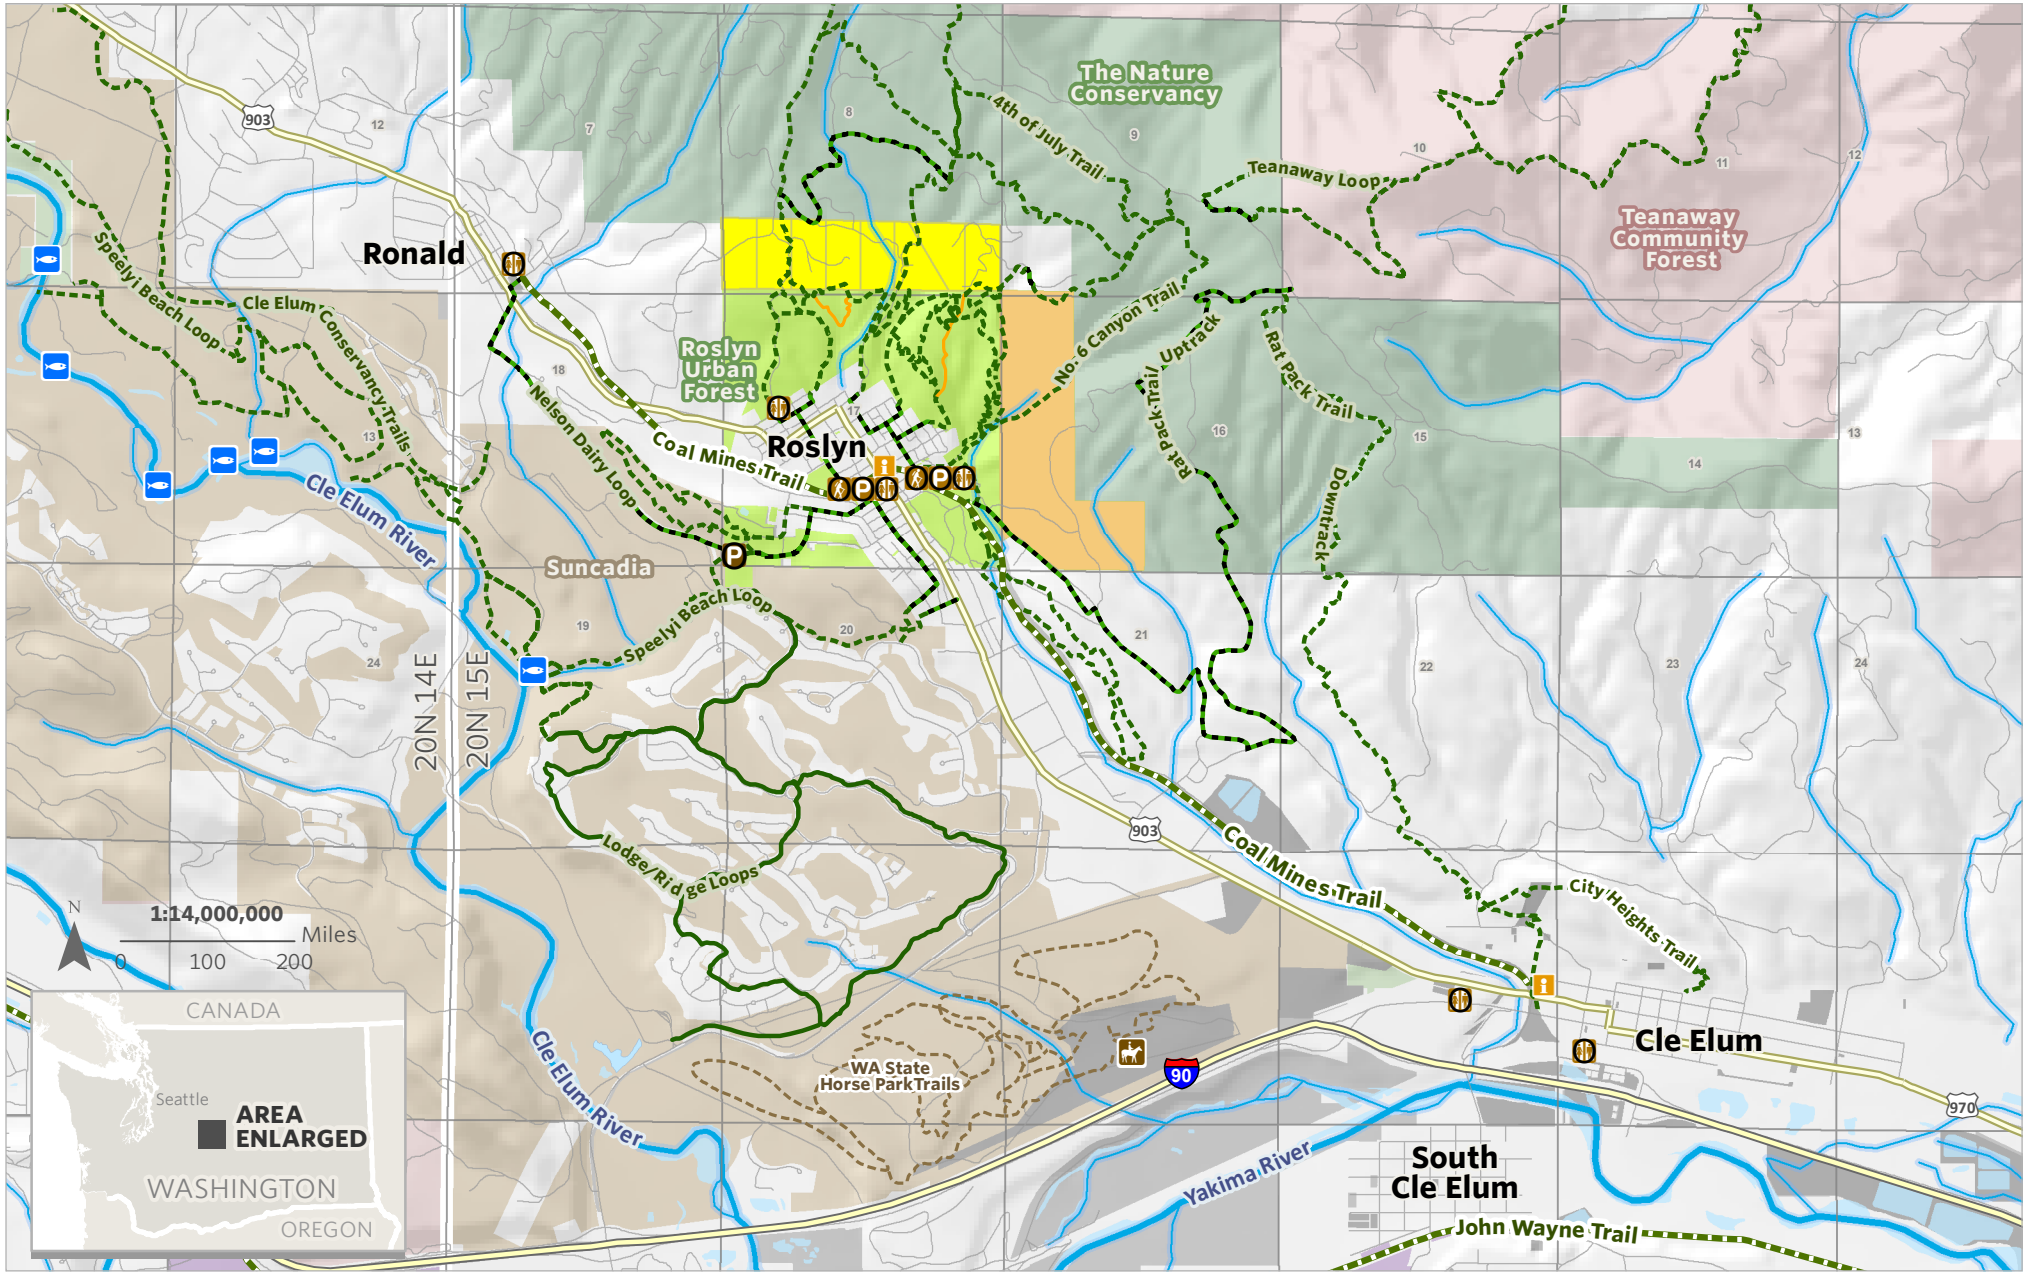 The Nature
Conservancy
903
12
7
8
9
10
11
12
4th of July Trail
Teanaway Loop
Teanaway
Community
Forest
Ronald
Speelyi Beach Loop
Cle Elum Conservancy Trails
No. 6 Canyon Trail
Rat Pack Trail/
Uptrack
Rat Pack Trail
Downtrack
Roslyn
Urban
Forest
18
17
16
15
14
13
13
Nelson Dairy Loop
Coal Mines Trail
Roslyn
i
P
P
P
Cle Elum River
Suncadia
Speelyi Beach Loop
19
20
21
22
23
24
24
20N 14E
20N 15E
903
Lodge/Ridge Loops
Coal Mines Trail
City Heights Trail
N
1:14,000,000
Miles
0 100 200
i
Cle Elum
WA State
Horse Park Trails
90
970
Cle Elum River
Yakima River
South
Cle Elum
John Wayne Trail
CANADA
Seattle
AREA
ENLARGED
WASHINGTON
OREGON